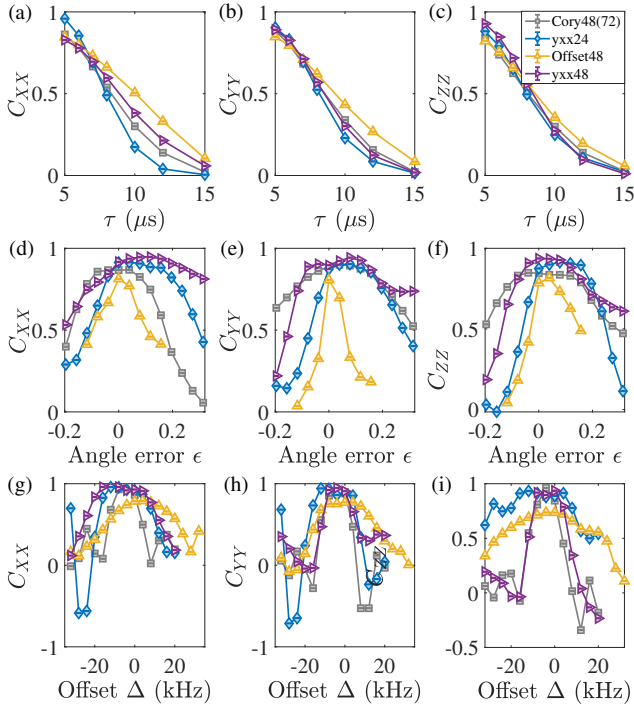 (a) (b) (c)
Cory48(72)
yxx24
Offset48
yxx48
1 1 1
C_XX C_YY C_ZZ
0.5 0.5 0.5
0 0 0
5 10 15 5 10 15 5 10 15
τ (μs) τ (μs) τ (μs)
(d) (e) (f)
1 1 1
C_XX C_YY C_ZZ
0.5 0.5 0.5
0 0 0
-0.2 0 0.2 -0.2 0 0.2 -0.2 0 0.2
Angle error ϵ Angle error ϵ Angle error ϵ
(g) (h) (i)
1 1 1
0.5
C_XX C_YY
0 0 0
-1 -1 -0.5
-20 0 20 -20 0 20 -20 0 20
Offset Δ (kHz) Offset Δ (kHz) Offset Δ (kHz)